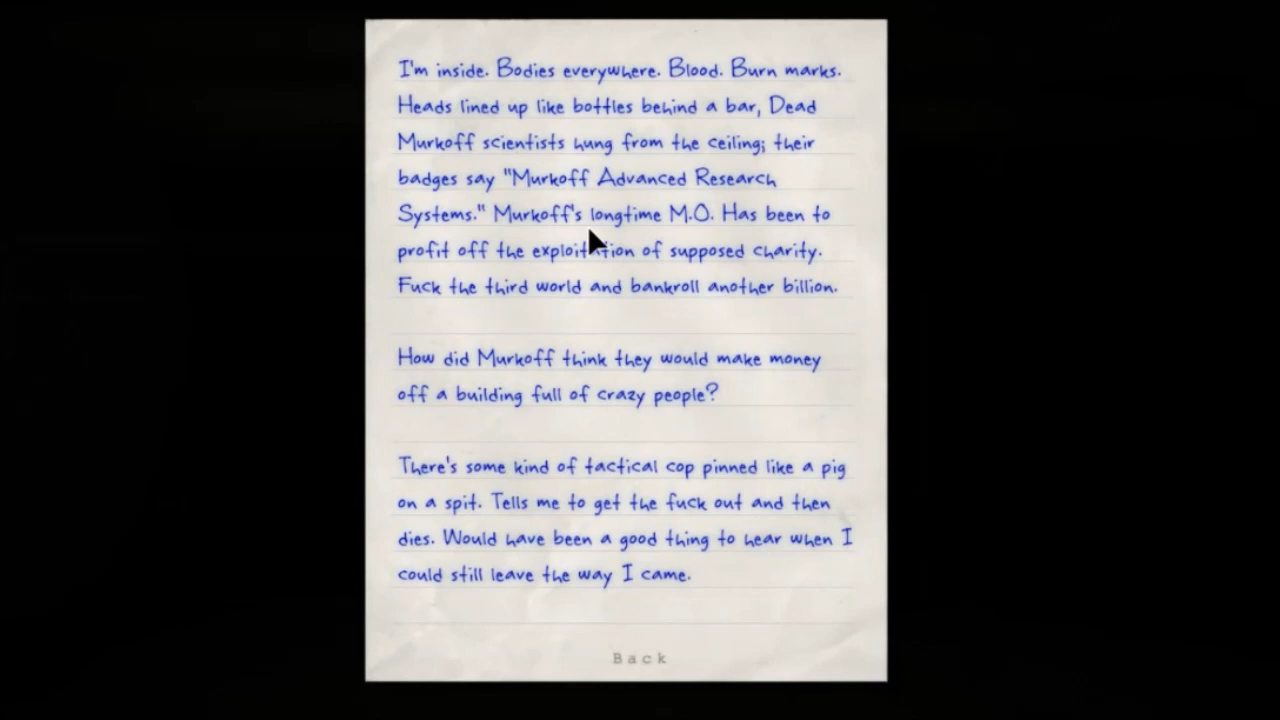 I'm inside. Bodies everywhere. Blood. Burn marks.
Heads lined up like bottles behind a bar, Dead
Murkoff scientists hung from the ceiling; their
badges say "Murkoff Advanced Research
Systems." Murkoff's longtime M.O. Has been to
profit off the exploitation of supposed charity.
Fuck the third world and bankroll another billion.
How did Murkoff think they would make money
off a building full of crazy people?
There's some kind of tactical cop pinned like a pig
on a spit. Tells me to get the fuck out and then
dies. Would have been a good thing to hear when I
could still leave the way I came.
Back